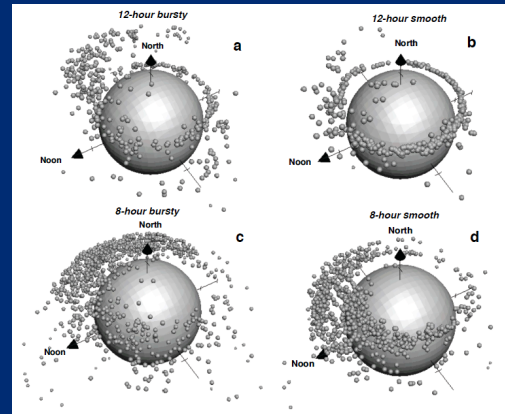 12-hour bursty
North
a
Noon
12-hour smooth
North
b
Noon
8-hour bursty
North
c
Noon
8-hour smooth
North
d
Noon